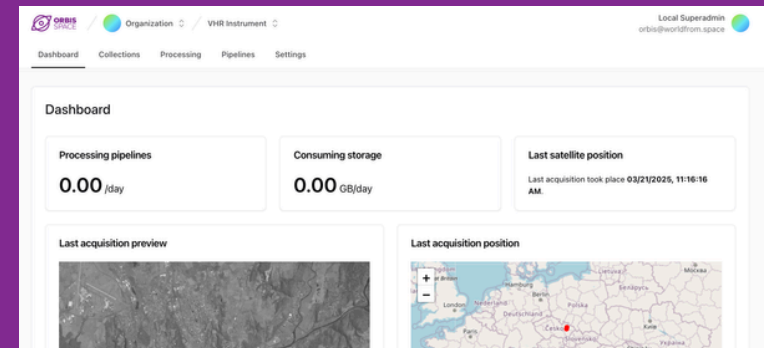 ORBIS
SPACE
/ Organization / VHR Instrument
Local Superadmin
orbis@worldfrom.space
Dashboard Collections Processing Pipelines Settings
Dashboard
Processing pipelines
0.00 /day
Consuming storage
0.00 GB/day
Last satellite position
Last acquisition took place 03/21/2025, 11:16:16
AM.
Last acquisition preview
Last acquisition position
+
−
Hamburg
Lietuva
Москва
Berlin
Беларусь
London
Nederland
Polska
Deutschland
Paris
Česko
Київ
Slovensko
Україна